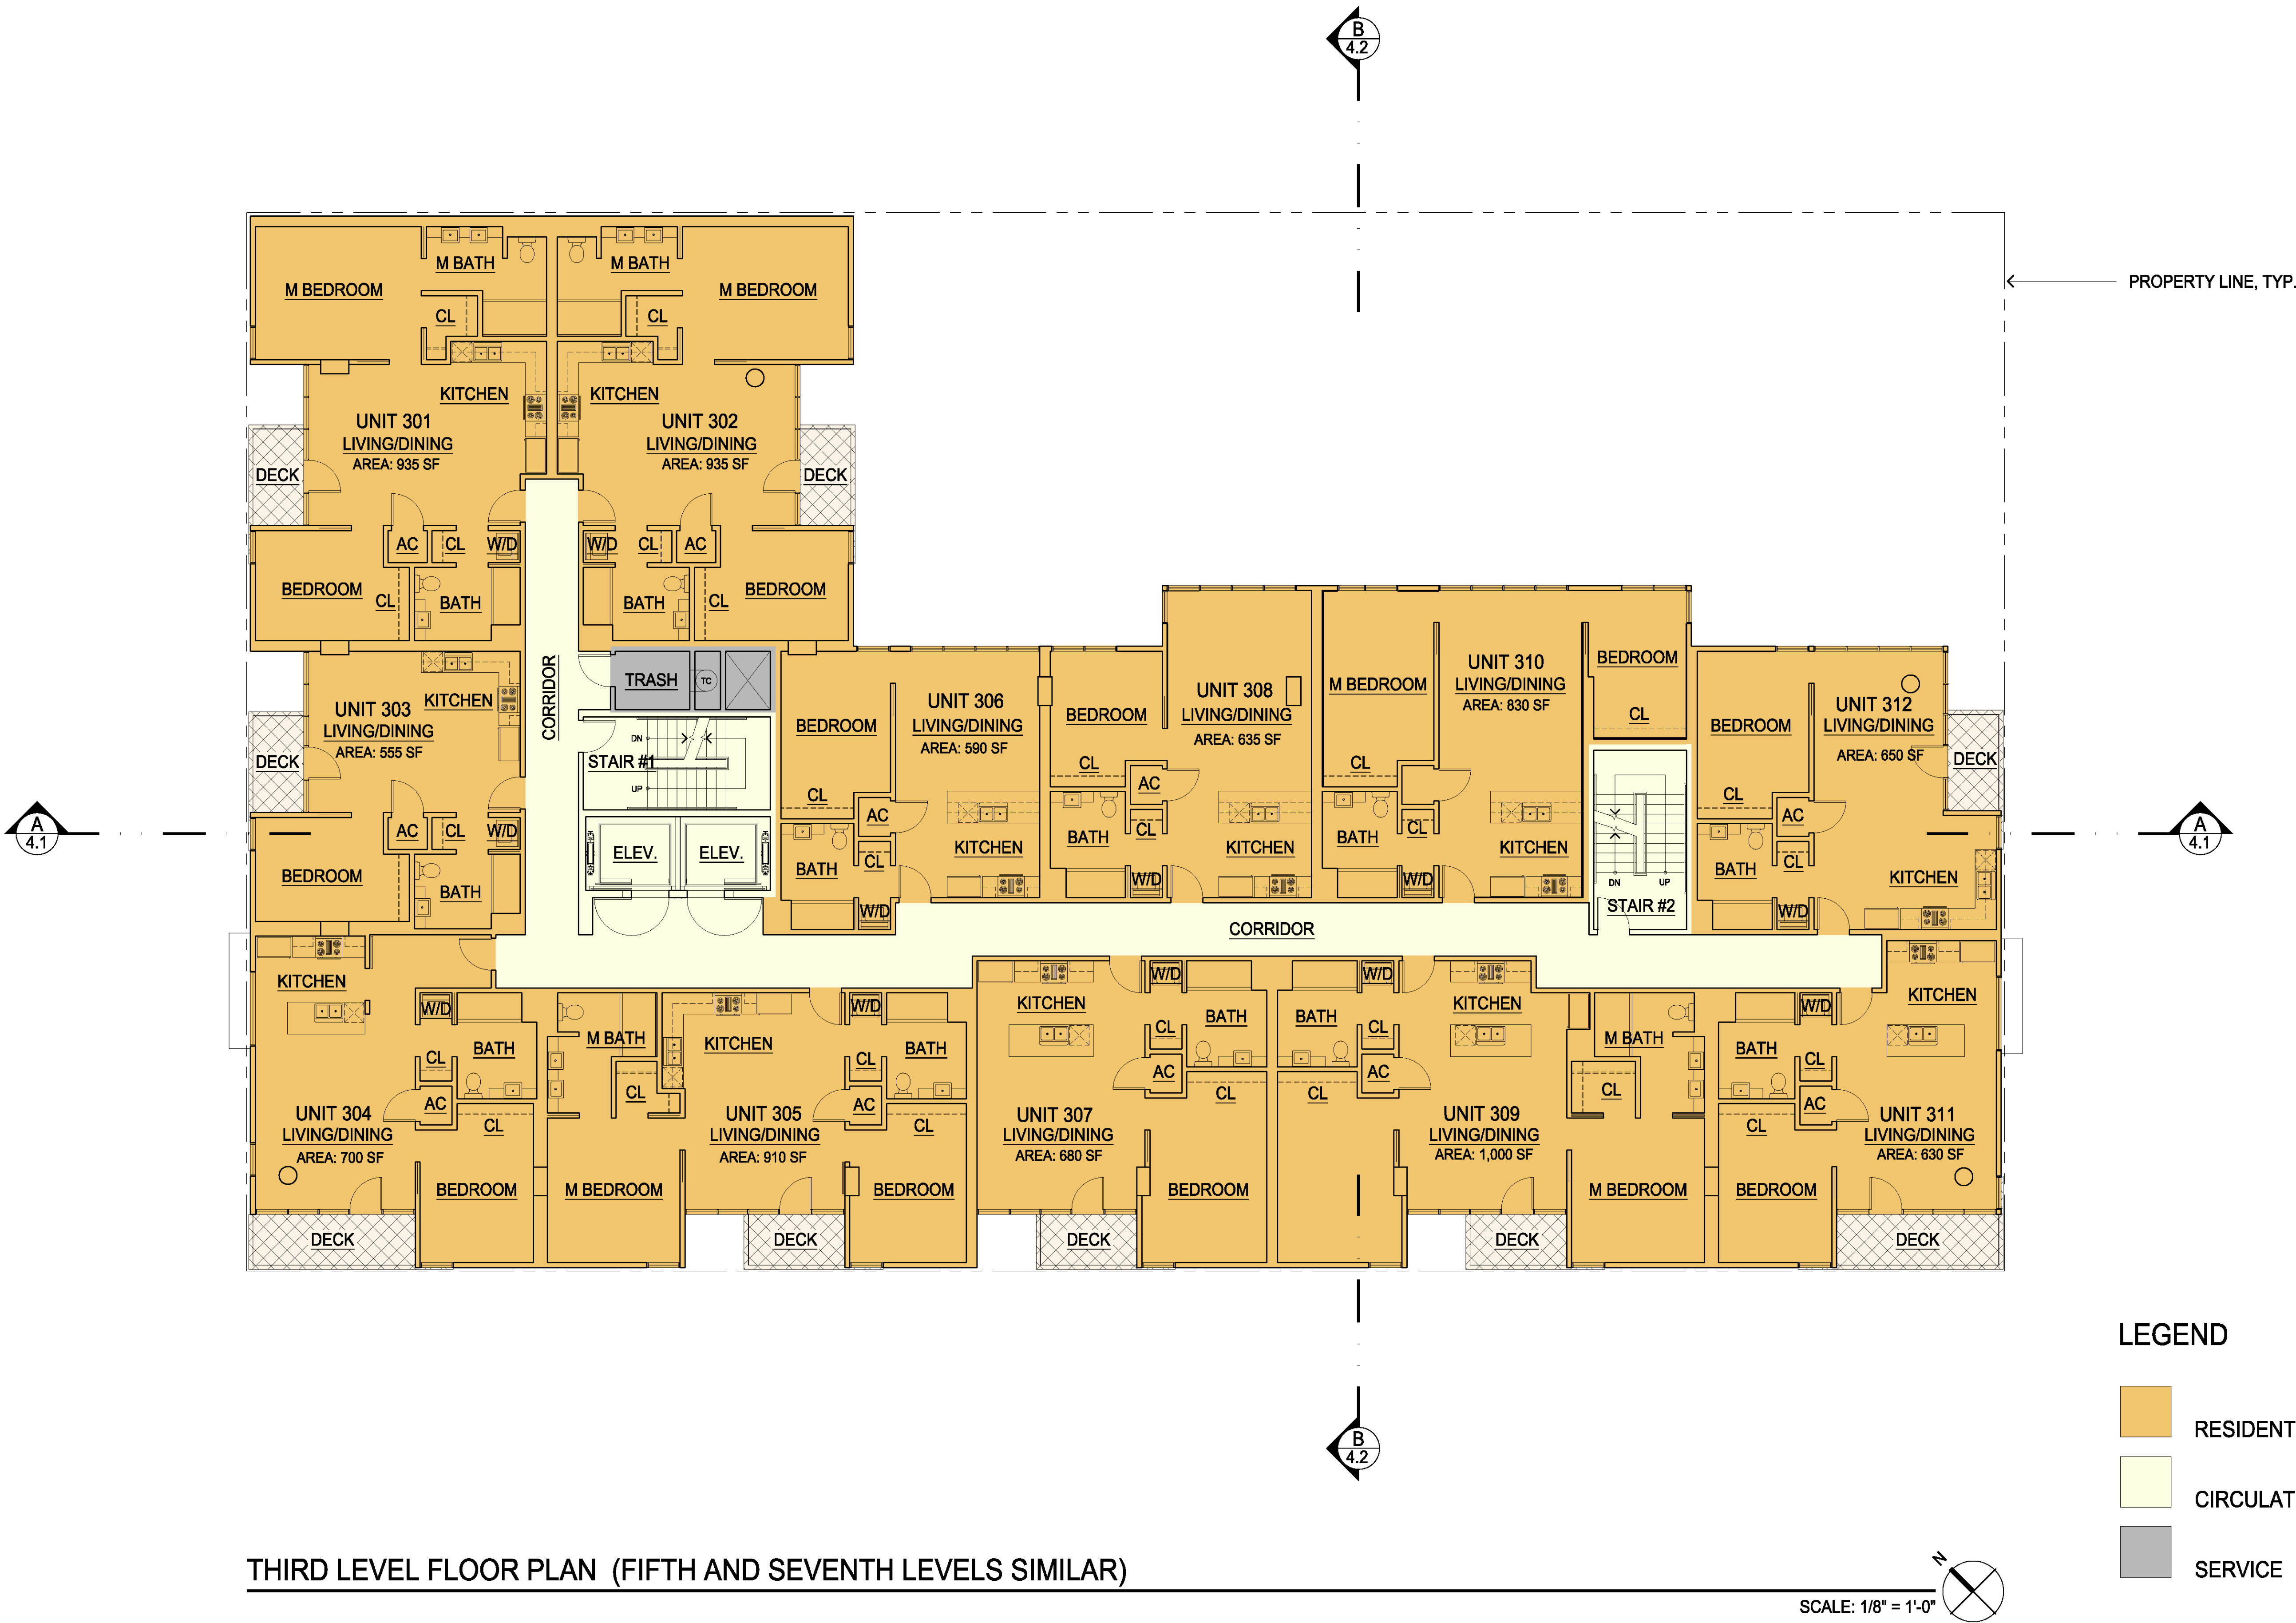 B
4.2
PROPERTY LINE, TYP.
M BATH
M BATH
M BEDROOM
M BEDROOM
CL
CL
KITCHEN
KITCHEN
UNIT 301
LIVING/DINING
AREA: 935 SF
UNIT 302
LIVING/DINING
AREA: 935 SF
DECK
DECK
AC
CL
W/D
W/D
CL
AC
BEDROOM
CL
BATH
BATH
CL
BEDROOM
CORRIDOR
TRASH
TC
KITCHEN
UNIT 303
LIVING/DINING
AREA: 555 SF
DECK
DN
STAIR #1
UP
BEDROOM
CL
UNIT 306
LIVING/DINING
AREA: 590 SF
BEDROOM
CL
UNIT 308
LIVING/DINING
AREA: 635 SF
M BEDROOM
CL
UNIT 310
LIVING/DINING
AREA: 830 SF
BEDROOM
CL
BEDROOM
CL
UNIT 312
LIVING/DINING
AREA: 650 SF
DECK
A
4.1
A
4.1
AC
CL
W/D
BEDROOM
BATH
ELEV.
ELEV.
AC
CL
BATH
KITCHEN
W/D
AC
CL
BATH
KITCHEN
W/D
CL
BATH
KITCHEN
W/D
DN
UP
STAIR #2
AC
CL
BATH
KITCHEN
W/D
CORRIDOR
KITCHEN
W/D
CL
BATH
AC
CL
UNIT 304
LIVING/DINING
AREA: 700 SF
BEDROOM
DECK
M BATH
CL
M BEDROOM
KITCHEN
UNIT 305
LIVING/DINING
AREA: 910 SF
DECK
W/D
CL
BATH
AC
CL
BEDROOM
KITCHEN
UNIT 307
LIVING/DINING
AREA: 680 SF
DECK
W/D
CL
BATH
AC
CL
BEDROOM
BATH
W/D
CL
AC
CL
KITCHEN
UNIT 309
LIVING/DINING
AREA: 1,000 SF
DECK
M BATH
CL
M BEDROOM
W/D
BATH
CL
AC
CL
BEDROOM
KITCHEN
UNIT 311
LIVING/DINING
AREA: 630 SF
DECK
B
4.2
LEGEND
RESIDENT
CIRCULAT
SERVICE
THIRD LEVEL FLOOR PLAN (FIFTH AND SEVENTH LEVELS SIMILAR)
N
SCALE: 1/8" = 1'-0"